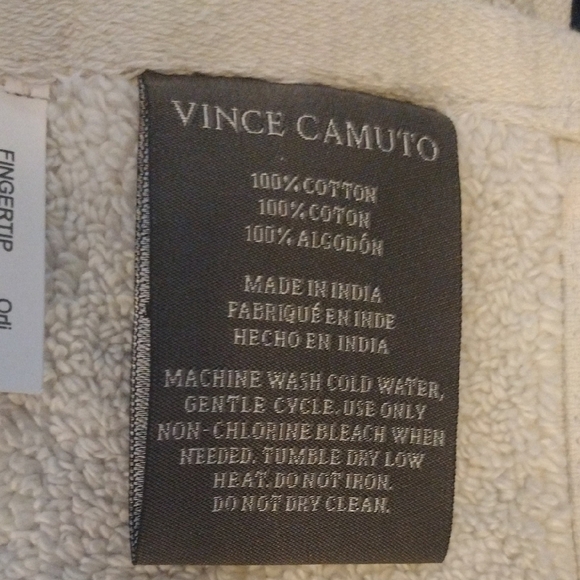 VINCE CAMUTO
100% COTTON
100% COTON
100% ALGODÓN
MADE IN INDIA
FABRIQUÉ EN INDE
HECHO EN INDIA
MACHINE WASH COLD WATER,
GENTLE CYCLE. USE ONLY
NON-CHLORINE BLEACH WHEN
NEEDED. TUMBLE DRY LOW
HEAT. DO NOT IRON.
DO NOT DRY CLEAN.
FINGERTIP